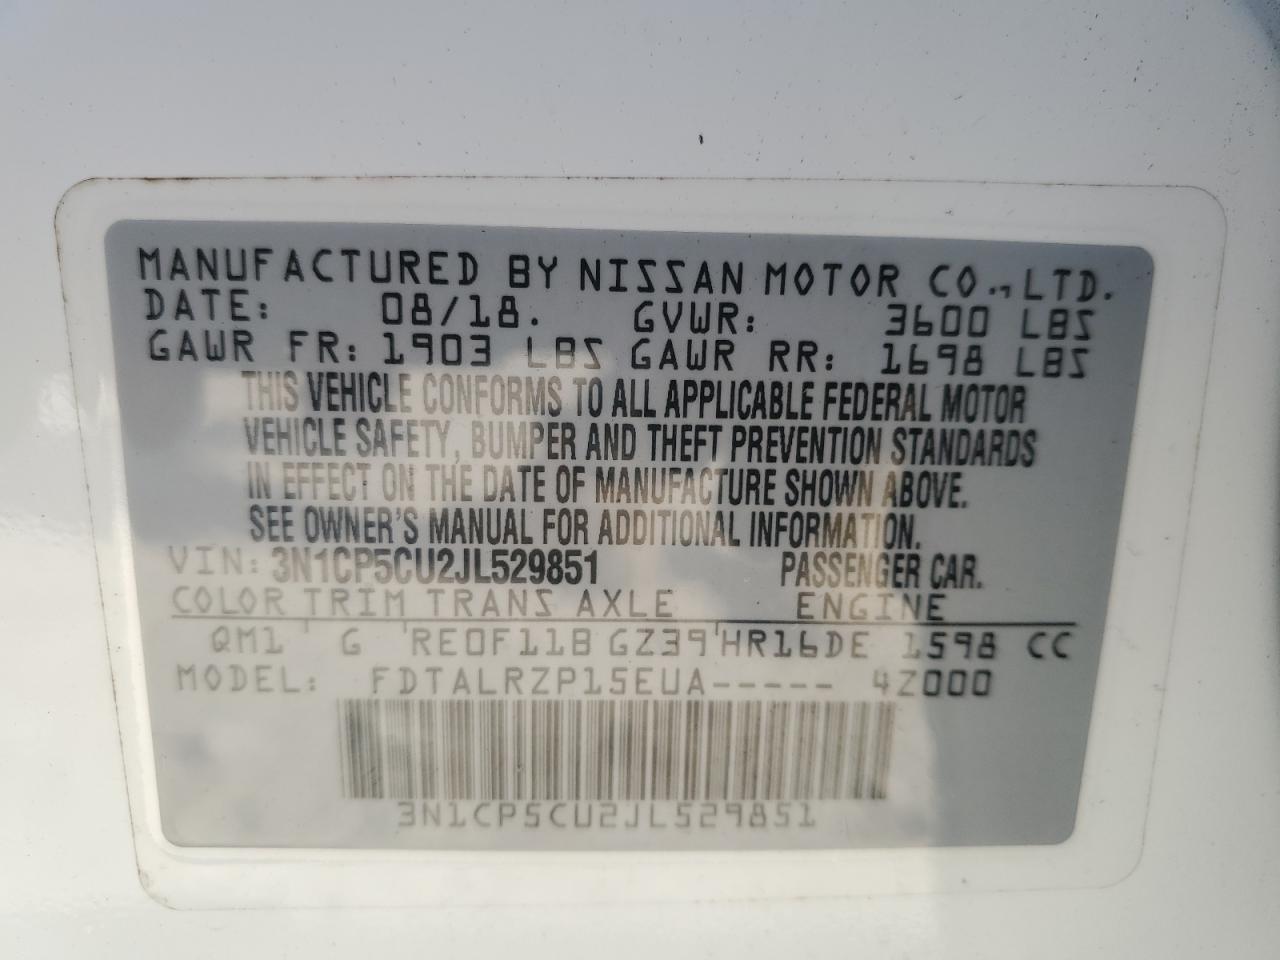 MANUFACTURED BY NISSAN MOTOR CO., LTD.
DATE: 08/18. GVWR: 3600 LBS
GAWR FR: 1903 LBS GAWR RR: 1698 LBS
THIS VEHICLE CONFORMS TO ALL APPLICABLE FEDERAL MOTOR
VEHICLE SAFETY, BUMPER AND THEFT PREVENTION STANDARDS
IN EFFECT ON THE DATE OF MANUFACTURE SHOWN ABOVE.
SEE OWNER'S MANUAL FOR ADDITIONAL INFORMATION.
VIN: 3N1CP5CU2JL529851 PASSENGER CAR.
COLOR TRIM TRANS AXLE ENGINE
QM1 G RE0F11B GZ39 HR16DE 1598 CC
MODEL: FDTALRZP15EUA----- 4Z000
3N1CP5CU2JL529851